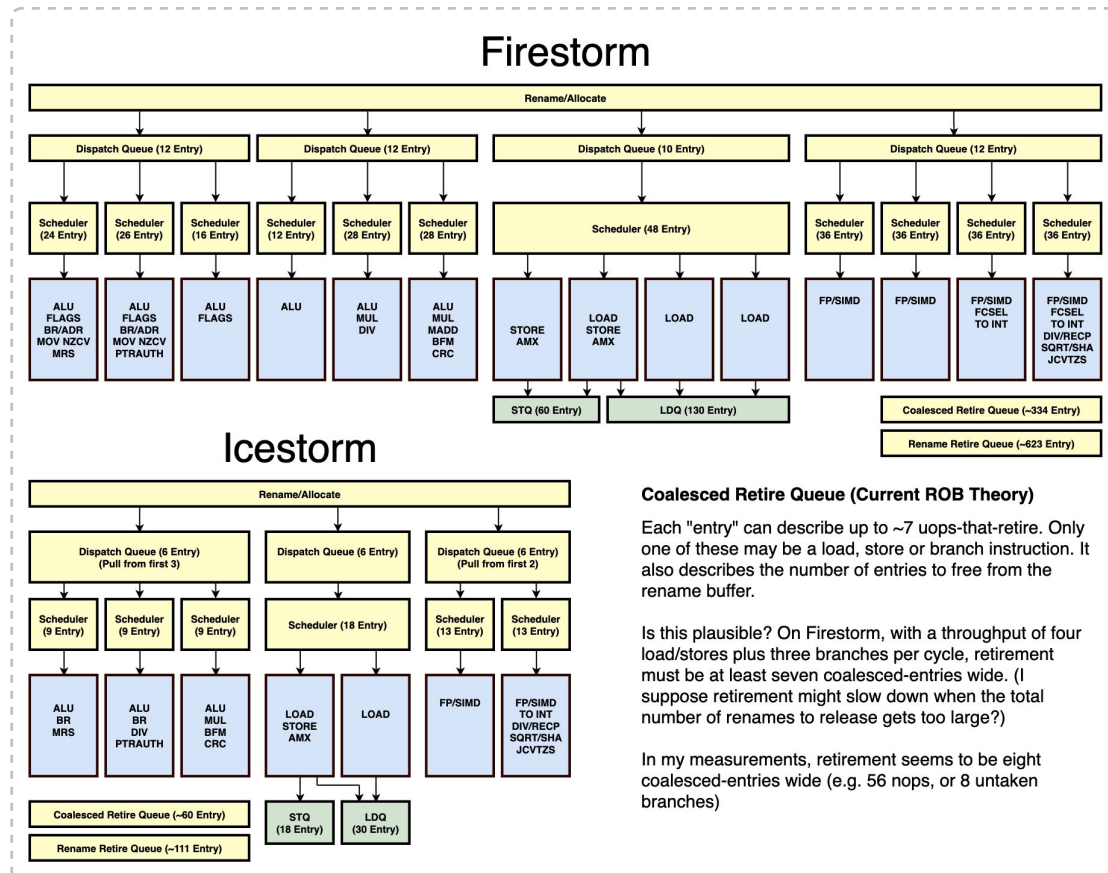 Firestorm
Rename/Allocate
Dispatch Queue (12 Entry)
Dispatch Queue (12 Entry)
Dispatch Queue (10 Entry)
Dispatch Queue (12 Entry)
Scheduler
(24 Entry)
Scheduler
(26 Entry)
Scheduler
(16 Entry)
Scheduler
(12 Entry)
Scheduler
(28 Entry)
Scheduler
(28 Entry)
Scheduler (48 Entry)
Scheduler
(36 Entry)
Scheduler
(36 Entry)
Scheduler
(36 Entry)
Scheduler
(36 Entry)
ALU
FLAGS
BR/ADR
MOV NZCV
MRS
ALU
FLAGS
BR/ADR
MOV NZCV
PTRAUTH
ALU
FLAGS
ALU
ALU
MUL
DIV
ALU
MUL
MADD
BFM
CRC
STORE
AMX
LOAD
STORE
AMX
LOAD
LOAD
FP/SIMD
FP/SIMD
FP/SIMD
FCSEL
TO INT
FP/SIMD
FCSEL
TO INT
DIV/RECP
SQRT/SHA
JCVTZS
STQ (60 Entry)
LDQ (130 Entry)
Coalesced Retire Queue (~334 Entry)
Rename Retire Queue (~623 Entry)
Icestorm
Rename/Allocate
Dispatch Queue (6 Entry)
(Pull from first 3)
Dispatch Queue (6 Entry)
Dispatch Queue (6 Entry)
(Pull from first 2)
Scheduler
(9 Entry)
Scheduler
(9 Entry)
Scheduler
(9 Entry)
Scheduler (18 Entry)
Scheduler
(13 Entry)
Scheduler
(13 Entry)
ALU
BR
MRS
ALU
BR
DIV
PTRAUTH
ALU
MUL
BFM
CRC
LOAD
STORE
AMX
LOAD
FP/SIMD
FP/SIMD
TO INT
DIV/RECP
SQRT/SHA
JCVTZS
Coalesced Retire Queue (~60 Entry)
Rename Retire Queue (~111 Entry)
STQ
(18 Entry)
LDQ
(30 Entry)
Coalesced Retire Queue (Current ROB Theory)
Each "entry" can describe up to ~7 uops-that-retire. Only
one of these may be a load, store or branch instruction. It
also describes the number of entries to free from the
rename buffer.
Is this plausible? On Firestorm, with a throughput of four
load/stores plus three branches per cycle, retirement
must be at least seven coalesced-entries wide. (I
suppose retirement might slow down when the total
number of renames to release gets too large?)
In my measurements, retirement seems to be eight
coalesced-entries wide (e.g. 56 nops, or 8 untaken
branches)